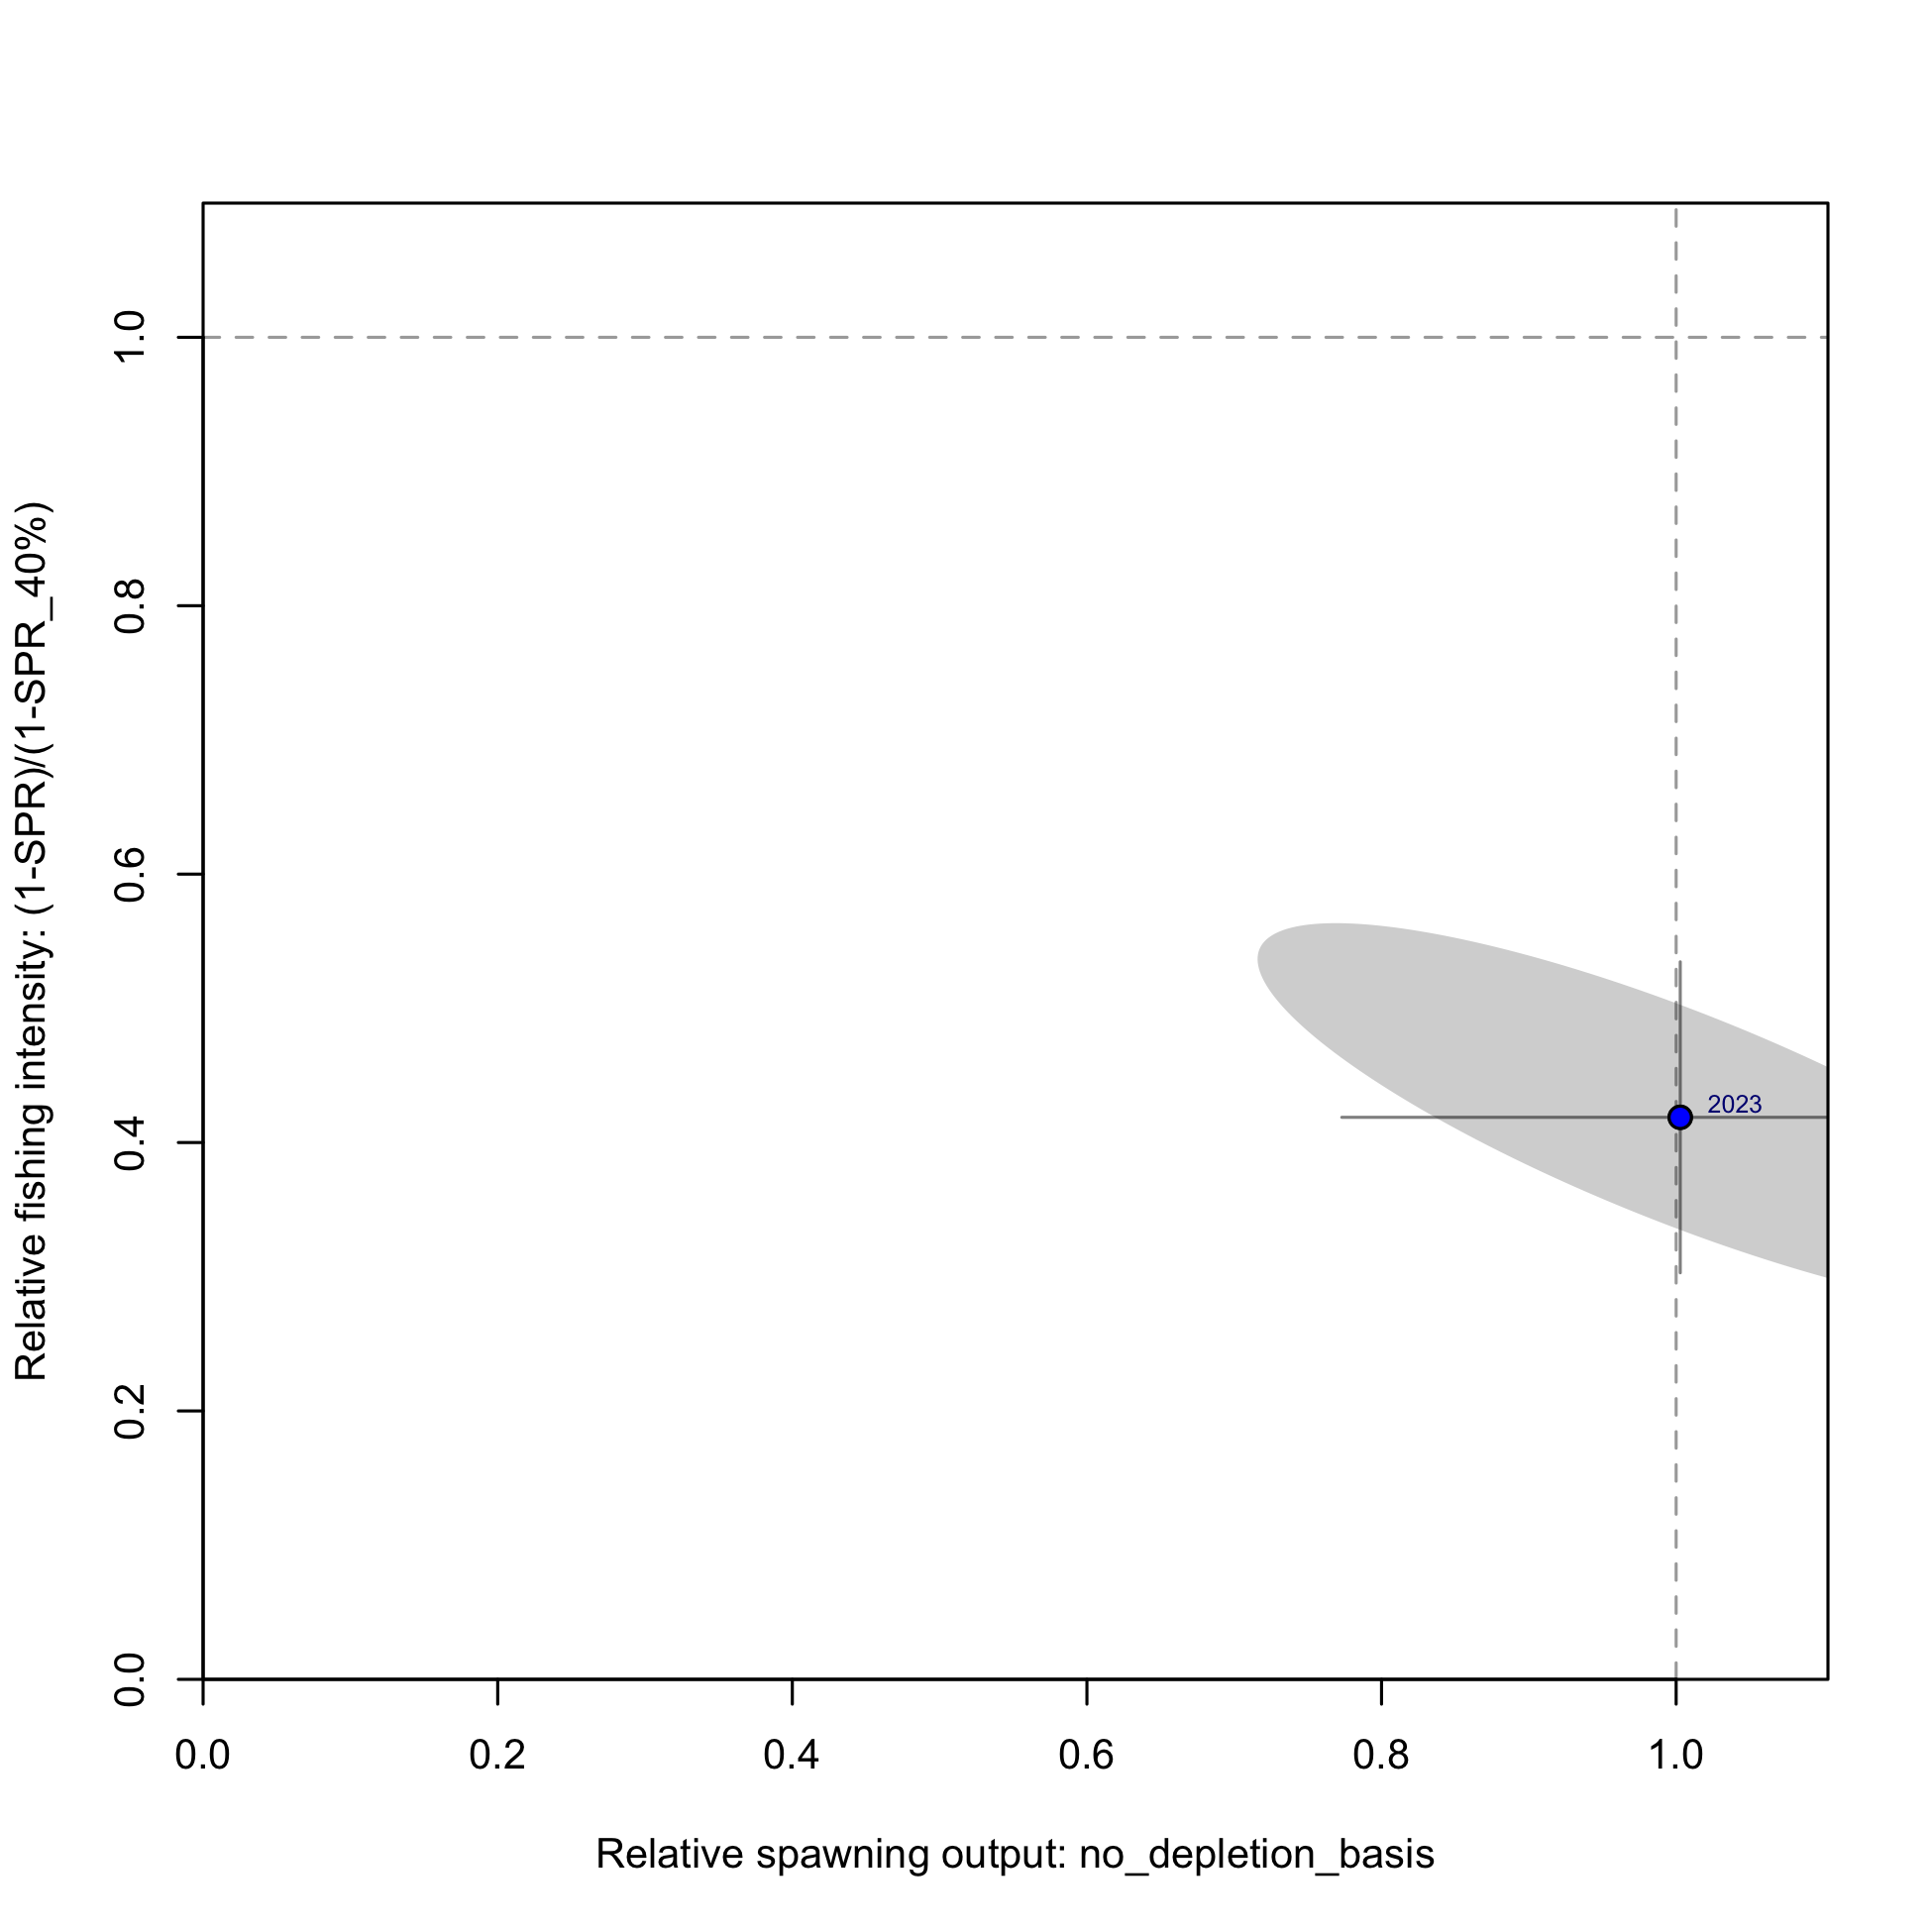 Relative fishing intensity: (1-SPR)/(1-SPR_40%)
1.0
0.8
0.6
0.4
0.2
0.0
2023
0.0 0.2 0.4 0.6 0.8 1.0
Relative spawning output: no_depletion_basis